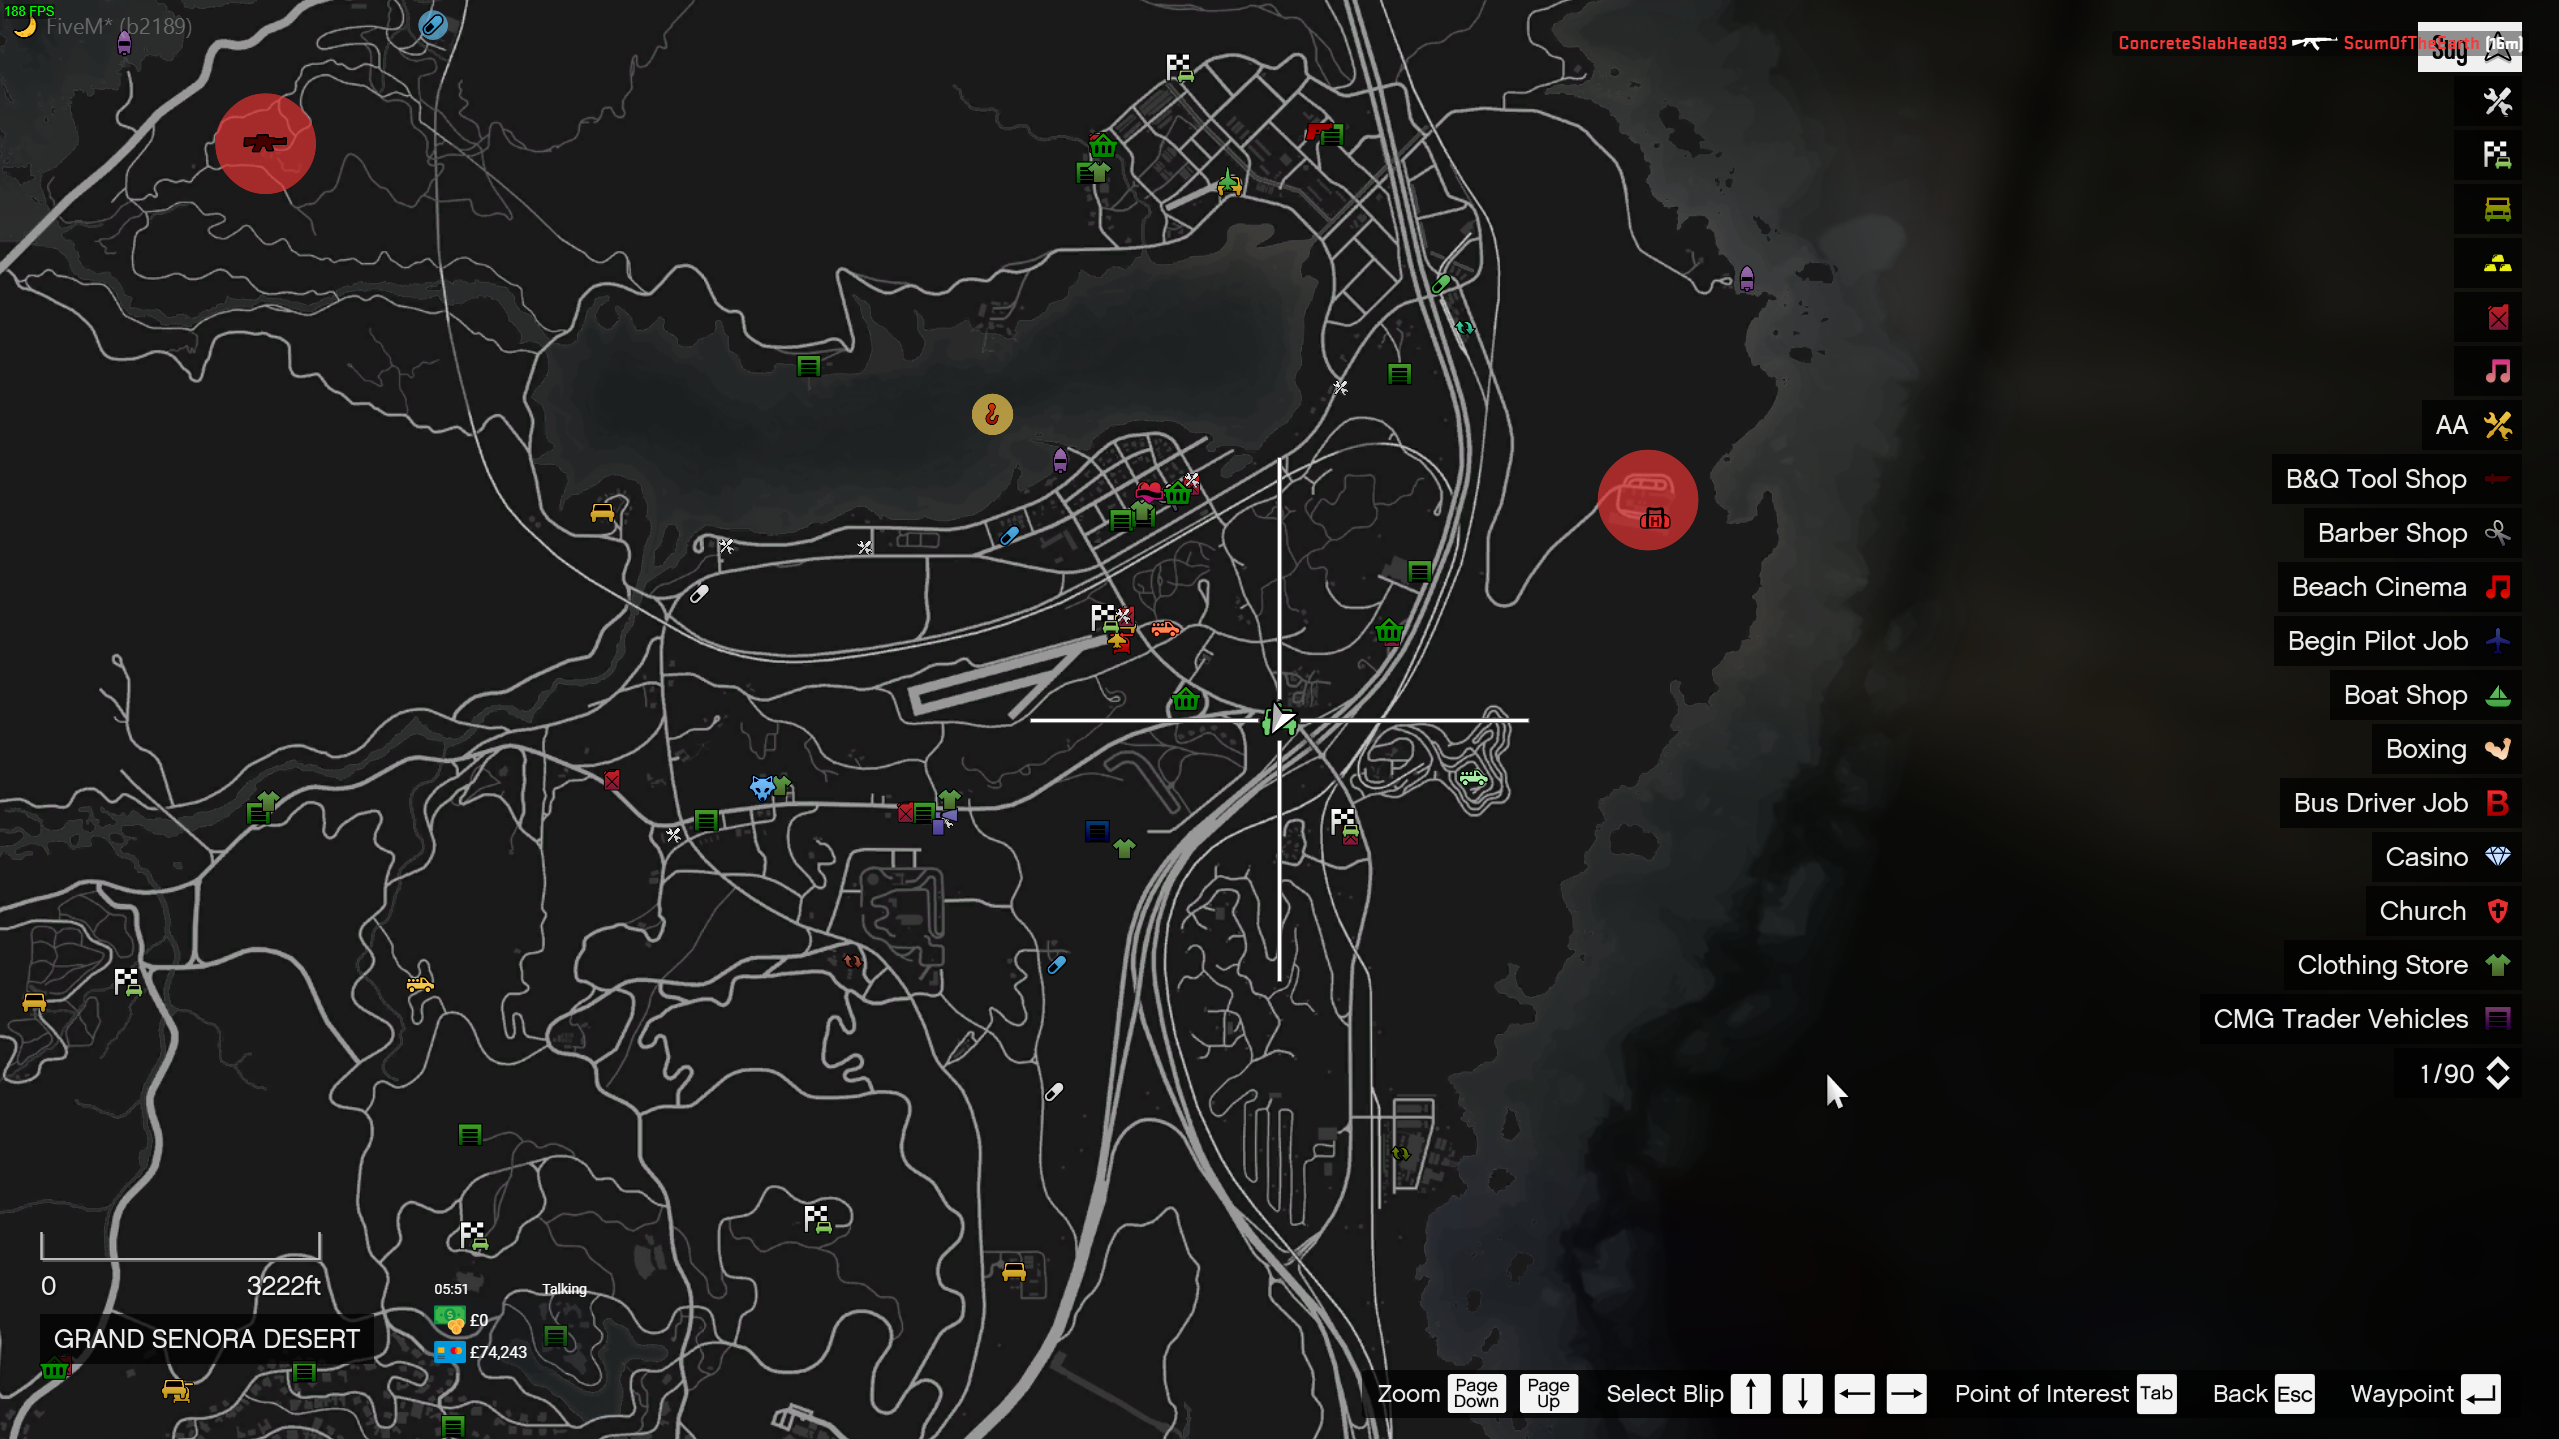 188 FPS
FiveM* (b2189)
ConcreteSlabHead93 ScumOfTheEarth (16m)
AA
B&Q Tool Shop
Barber Shop
Beach Cinema
Begin Pilot Job
Boat Shop
Boxing
Bus Driver Job B
Casino
Church
Clothing Store
CMG Trader Vehicles
1/90
H
0 3222ft
GRAND SENORA DESERT
05:51 Talking
£0
£74,243
Zoom Page Down Page Up Select Blip ↑ ↓ ← → Point of Interest Tab Back Esc Waypoint